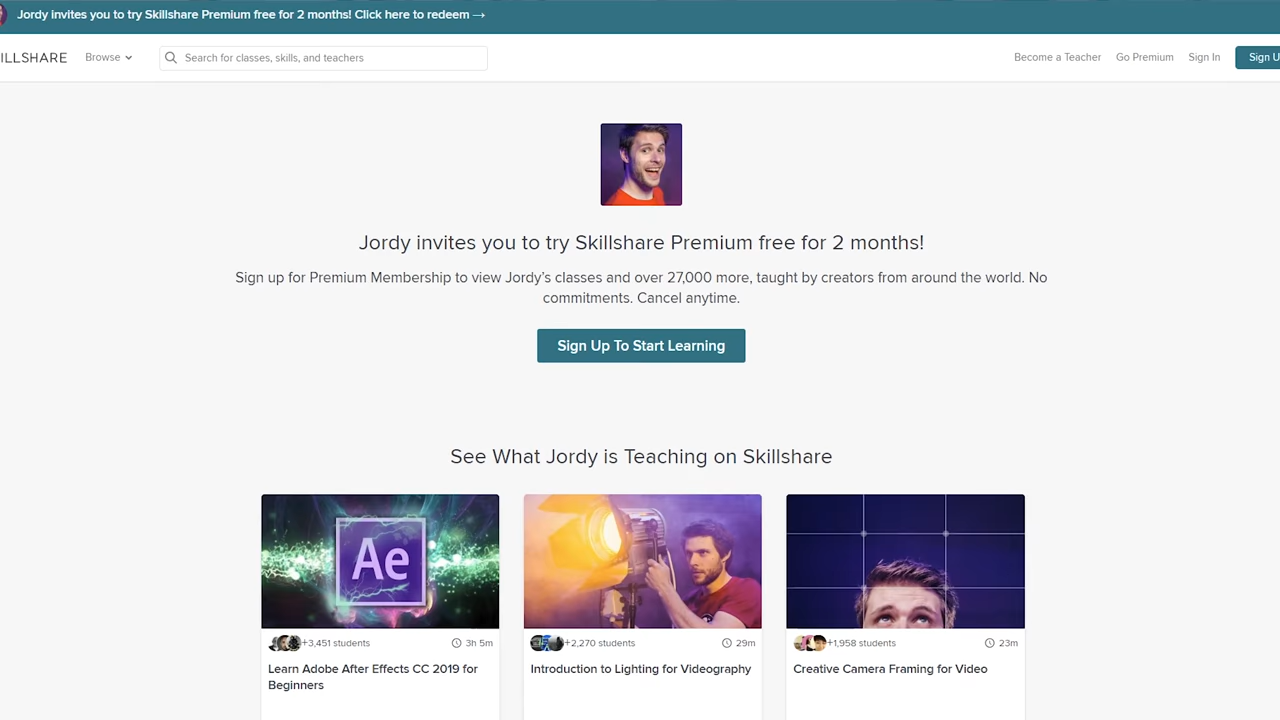 Jordy invites you to try Skillshare Premium free for 2 months! Click here to redeem →
ILLSHARE Browse Search for classes, skills, and teachers Become a Teacher Go Premium Sign In Sign U
Jordy invites you to try Skillshare Premium free for 2 months!
Sign up for Premium Membership to view Jordy's classes and over 27,000 more, taught by creators from around the world. No
commitments. Cancel anytime.
Sign Up To Start Learning
See What Jordy is Teaching on Skillshare
Ae
+3,451 students 3h 5m
Learn Adobe After Effects CC 2019 for
Beginners
+2,270 students 29m
Introduction to Lighting for Videography
+1,958 students 23m
Creative Camera Framing for Video